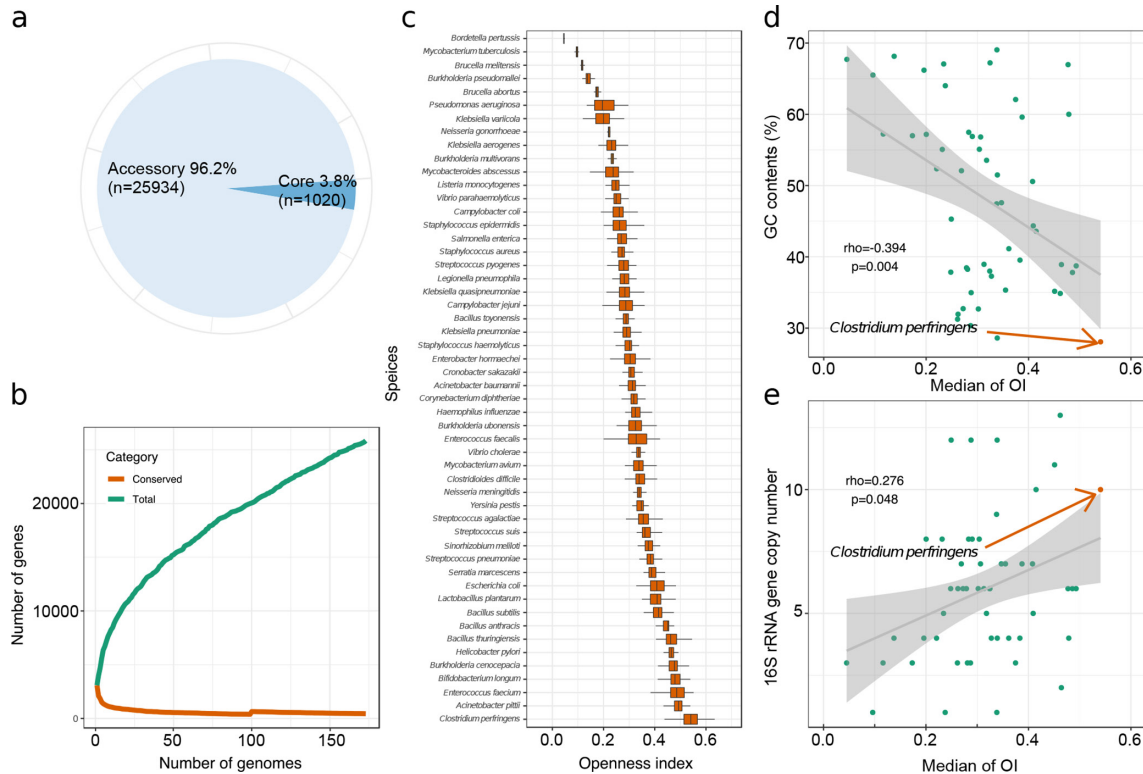 a
Accessory 96.2%
(n=25934)
Core 3.8%
(n=1020)
b
Category
Conserved
Total
20000
10000
0
Number of genes
0
50
100
150
Number of genomes
c
Speices
Bordetella pertussis
Mycobacterium tuberculosis
Brucella melitensis
Burkholderia pseudomallei
Brucella abortus
Pseudomonas aeruginosa
Klebsiella variicola
Neisseria gonorrhoeae
Klebsiella aerogenes
Burkholderia multivorans
Mycobacteroides abscessus
Listeria monocytogenes
Vibrio parahaemolyticus
Campylobacter coli
Staphylococcus epidermidis
Salmonella enterica
Staphylococcus aureus
Streptococcus pyogenes
Legionella pneumophila
Klebsiella quasipneumoniae
Campylobacter jejuni
Bacillus toyonensis
Klebsiella pneumoniae
Staphylococcus haemolyticus
Enterobacter hormaechei
Cronobacter sakazakii
Acinetobacter baumannii
Corynebacterium diphtheriae
Haemophilus influenzae
Burkholderia ubonensis
Enterococcus faecalis
Vibrio cholerae
Mycobacterium avium
Clostridioides difficile
Neisseria meningitidis
Yersinia pestis
Streptococcus agalactiae
Streptococcus suis
Sinorhizobium meliloti
Streptococcus pneumoniae
Serratia marcescens
Escherichia coli
Lactobacillus plantarum
Bacillus subtilis
Bacillus anthracis
Bacillus thuringiensis
Helicobacter pylori
Burkholderia cenocepacia
Bifidobacterium longum
Enterococcus faecium
Acinetobacter pittii
Clostridium perfringens
0.0
0.2
0.4
0.6
Openness index
d
GC contents (%)
70
60
50
40
30
rho=-0.394
p=0.004
Clostridium perfringens
0.0
0.2
0.4
0.6
Median of OI
e
16S rRNA gene copy number
10
5
rho=0.276
p=0.048
Clostridium perfringens
0.0
0.2
0.4
0.6
Median of OI